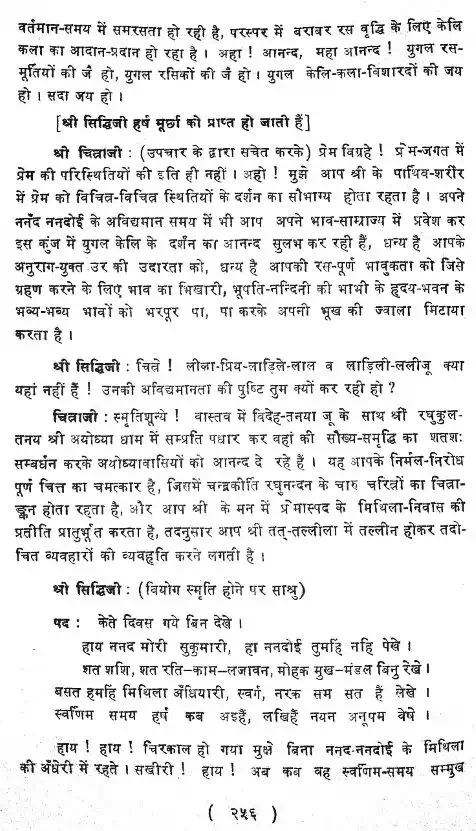 वर्तमान-समय में समरसता हो रही है, परस्पर में बराबर रस वृद्धि के लिए केलि
कला का आदान-प्रदान हो रहा है । अहा ! आनन्द, महा आनन्द ! युगल रस-
मूर्तियों की जै हो, युगल रसिकों की जै हो । युगल केलि-कला-विशारदों की जय
हो । सदा जय हो ।
[श्री सिद्धिजी हर्ष मूर्छा को प्राप्त हो जाती हैं]
श्री चित्राजी : (उपचार के द्वारा सचेत करके) प्रेम विग्रहे ! प्रेम-जगत में
प्रेम की परिस्थितियों की इति ही नहीं । अहो ! मुझे आप श्री के पार्थिव-शरीर
में प्रेम को विचित्र-विचित्र स्थितियों के दर्शन का सौभाग्य होता रहता है । अपने
ननँद ननदोई के अविद्यमान समय में भी आप अपने भाव-साम्राज्य में प्रवेश कर
इस कुंज में युगल केलि के दर्शन का आनन्द सुलभ कर रही हैं, धन्य है आपके
अनुराग-युक्त उर की उदारता को, धन्य है आपकी रस-पूर्ण भावुकता को जिसे
ग्रहण करने के लिए भाव का भिखारी, भूपति-नन्दिनी की भाभी के हृदय-भवन के
भव्य-भव्य भावों को भरपूर पा, पा करके अपनी भूख की ज्वाला मिटाया
करता है ।
श्री सिद्धिजी : चित्रे ! लीला-प्रिय-लाड़िले-लाल व लाड़िली-ललीजू क्या
यहां नहीं हैं ! उनकी अविद्यमानता की पुष्टि तुम क्यों कर रही हो ?
चित्राजी : स्मृतिशून्ये ! वास्तव में विदेह-तनया जू के साथ श्री रघुकुल-
तनय श्री अयोध्या धाम में सम्प्रति पधार कर वहां की सौख्य-समृद्धि का शतशः
सम्बर्धन करके अयोध्यावासियों को आनन्द दे रहे हैं । यह आपके निर्मल-निरोध
पूर्ण चित्त का चमत्कार है, जिसमें चन्द्रकीर्ति रघुनन्दन के चारु चरित्रों का चित्रा-
ङ्कन होता रहता है, और आप श्री के मन में प्रेमास्पद के मिथिला-निवास की
प्रतीति प्रातुर्भूत करता है, तदनुसार आप श्री तत्-तल्लीला में तल्लीन होकर तदो-
चित व्यवहारों को व्यवहृति करने लगती है ।
श्री सिद्धिजी : (वियोग स्मृति होने पर साश्रु)
पद : केते दिवस गये बिन देखे ।
हाय ननद मोरी सुकुमारी, हा ननदोई तुमहिं नहि पेखे ।
शत शशि, शत रति–काम–लजावन, मोहक मुख–मंडल बिनु रेखे ।
बसत हमहिं मिथिला अँधियारी, स्वर्ग, नरक सम सत हैं लेखे ।
स्वर्णिम समय हर्ष कब अइहैं, लखिहैं नयन अनूपम वेषे ।
हाय ! हाय ! चिरकाल हो गया मुझे बिना ननद-ननदोई के मिथिला
की अँधेरी में रहते । सखीरी ! हाय ! अब कब वह स्वर्णिम-समय सम्मुख
( २५६ )